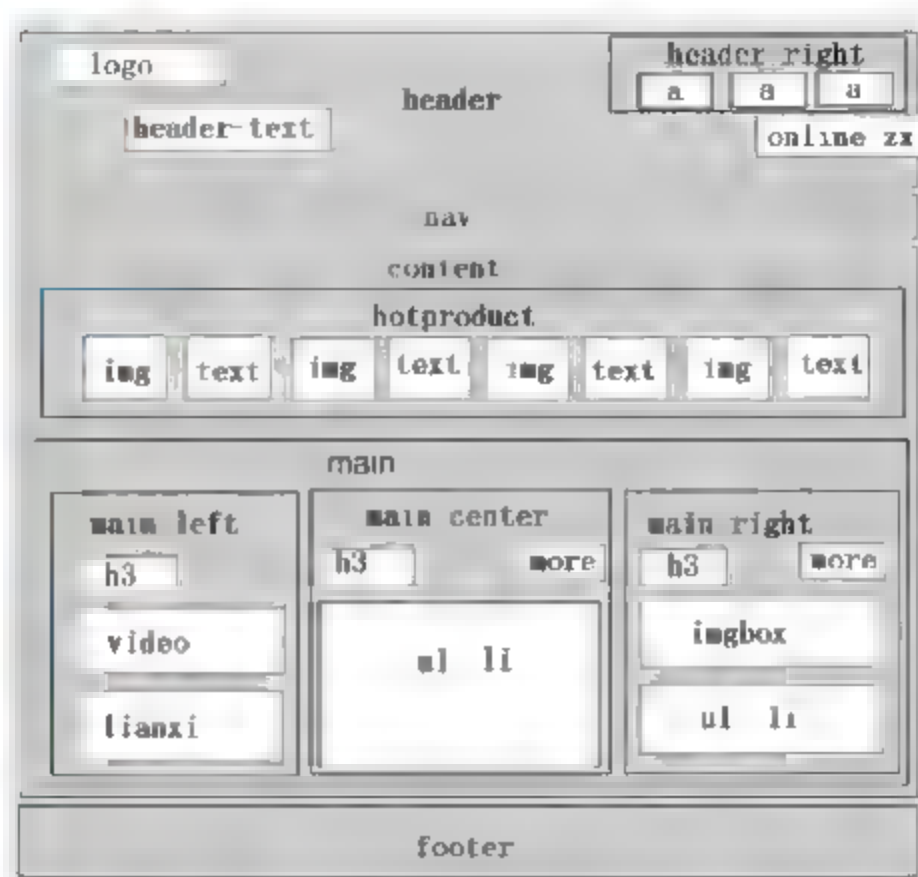 logo
header right
a a a
header
header-text
online zx
nav
content
hotproduct
img text img text img text img text
main
main left
h3
video
lianxi
main center
h3 more
ul li
main right
h3 more
imgbox
ul li
footer